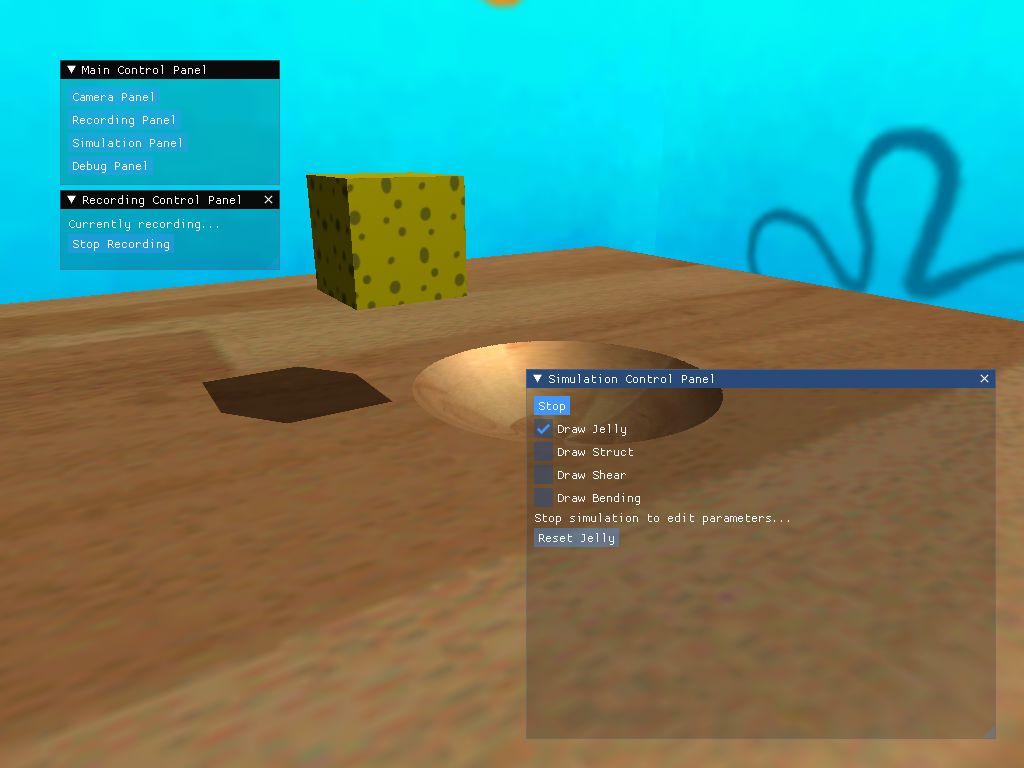 Main Control Panel
Camera Panel
Recording Panel
Simulation Panel
Debug Panel
Recording Control Panel
Currently recording...
Stop Recording
Simulation Control Panel
Stop
Draw Jelly
Draw Struct
Draw Shear
Draw Bending
Stop simulation to edit parameters...
Reset Jelly